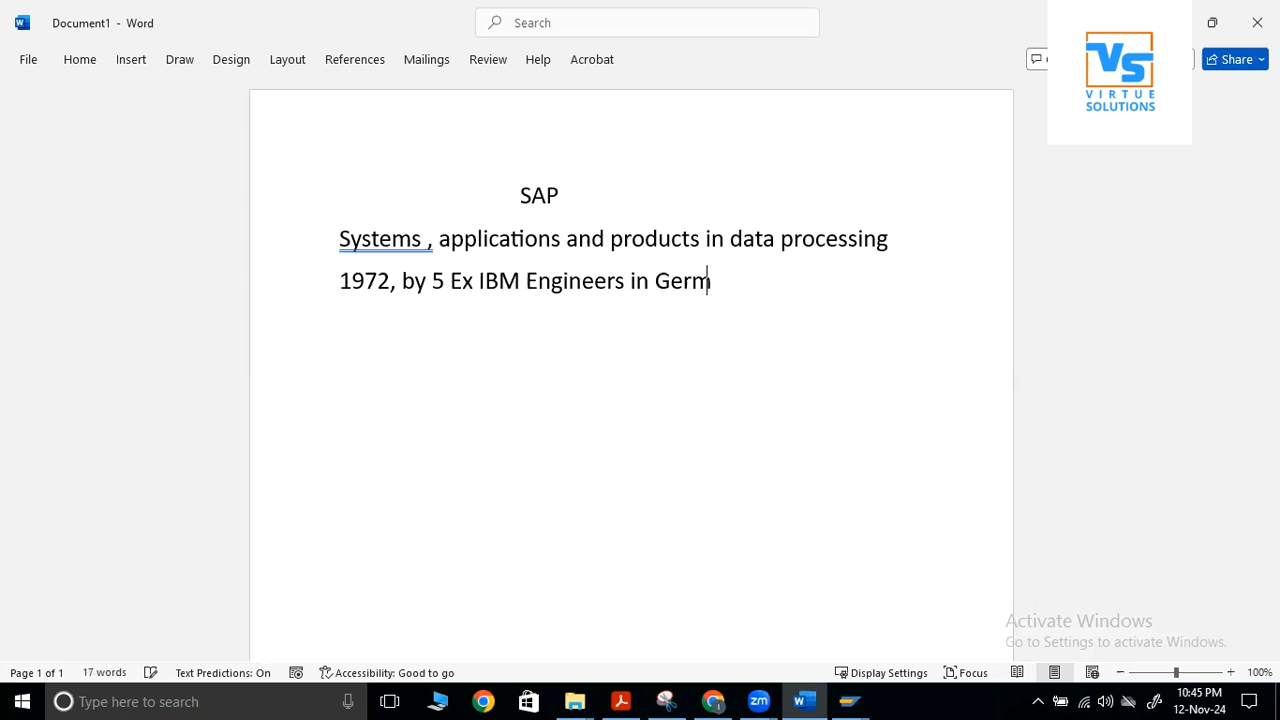 Document1 - Word
Search
File Home Insert Draw Design Layout References Mailings Review Help Acrobat
Share
VS
VIRTUE
SOLUTIONS
SAP
Systems , applications and products in data processing
1972, by 5 Ex IBM Engineers in Germ
Activate Windows
Go to Settings to activate Windows.
Page 1 of 1 17 words Text Predictions: On Accessibility: Good to go Display Settings Focus 100%
Type here to search
zm
10:45 PM
12-Nov-24